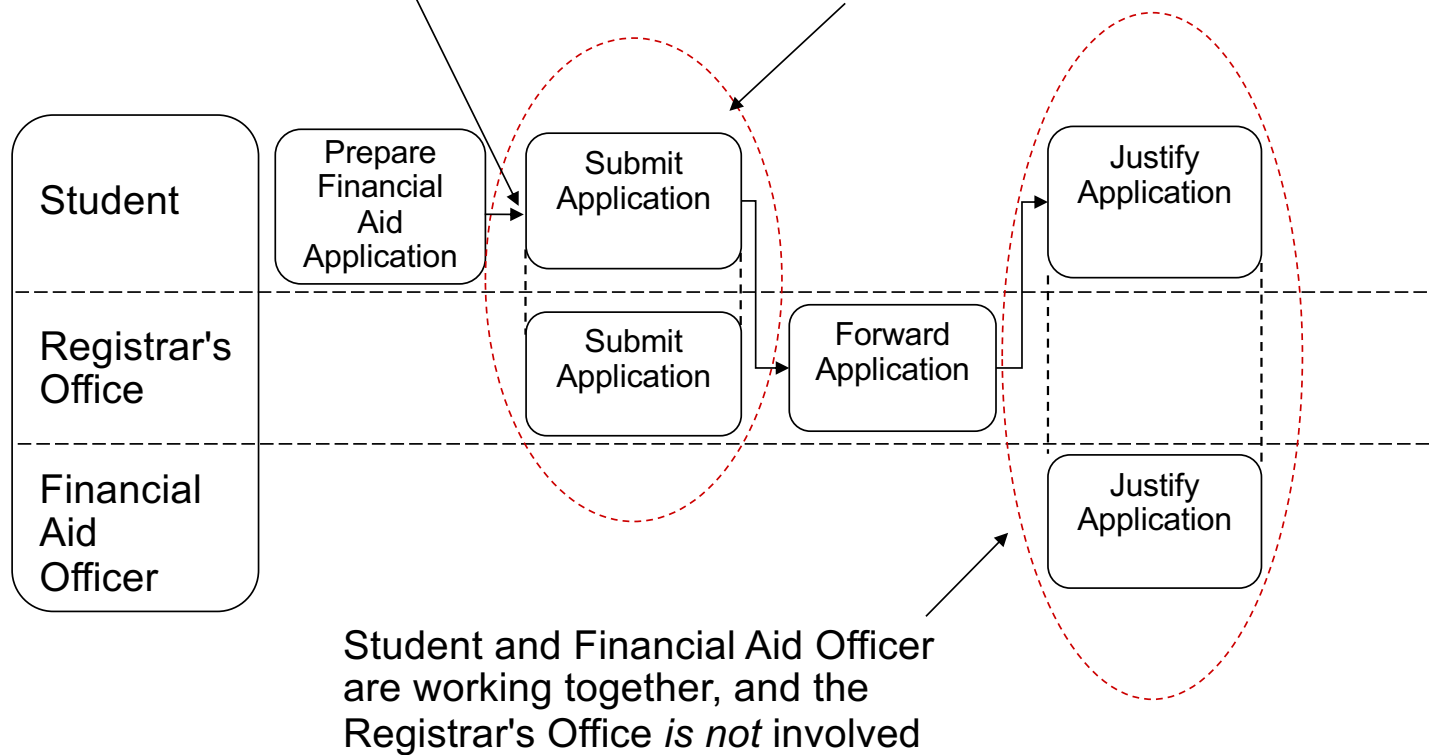 Student
Prepare
Financial
Aid
Application
Submit
Application
Justify
Application
Registrar's
Office
Submit
Application
Forward
Application
Financial
Aid
Officer
Justify
Application
Student and Financial Aid Officer
are working together, and the
Registrar's Office is not involved